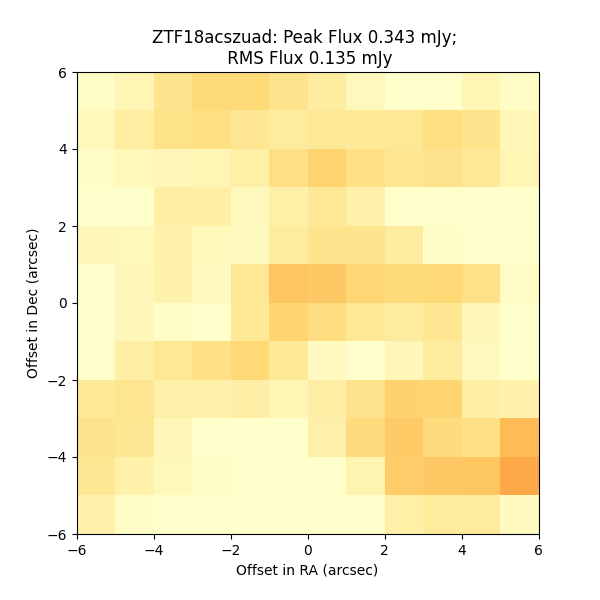 ZTF18acszuad: Peak Flux 0.343 mJy;
RMS Flux 0.135 mJy
6
4
2
0
−2
−4
−6
Offset in Dec (arcsec)
−6 −4 −2 0 2 4 6
Offset in RA (arcsec)